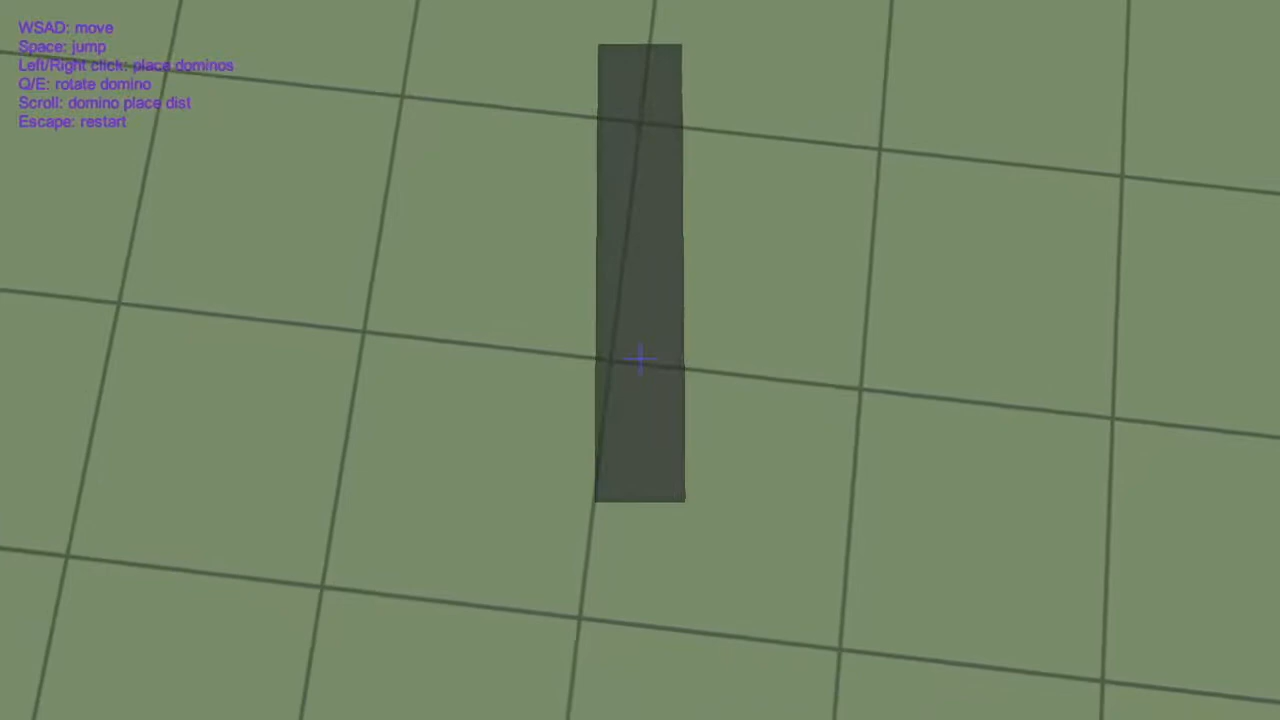 WSAD: move
Space: jump
Left/Right click: place dominos
Q/E: rotate domino
Scroll: domino place dist
Escape: restart